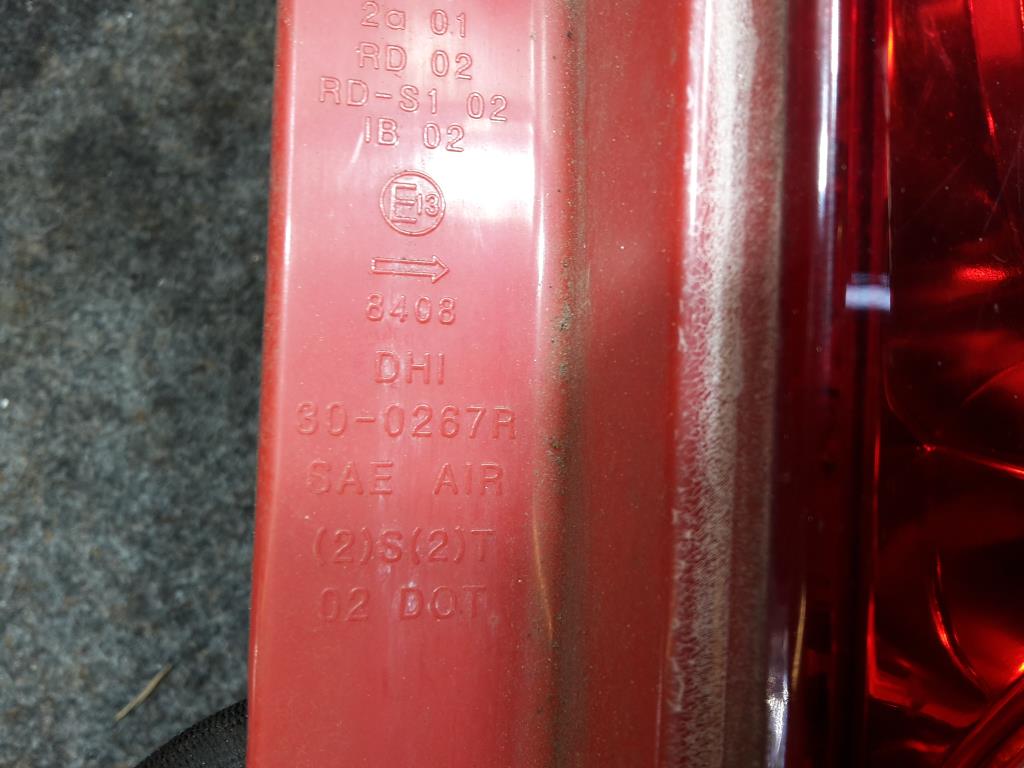 2a 01
RD 02
RD-S1 02
IB 02
E13
→
8408
DHI
30-0267R
SAE AIR
(2)S(2)T
02 DOT